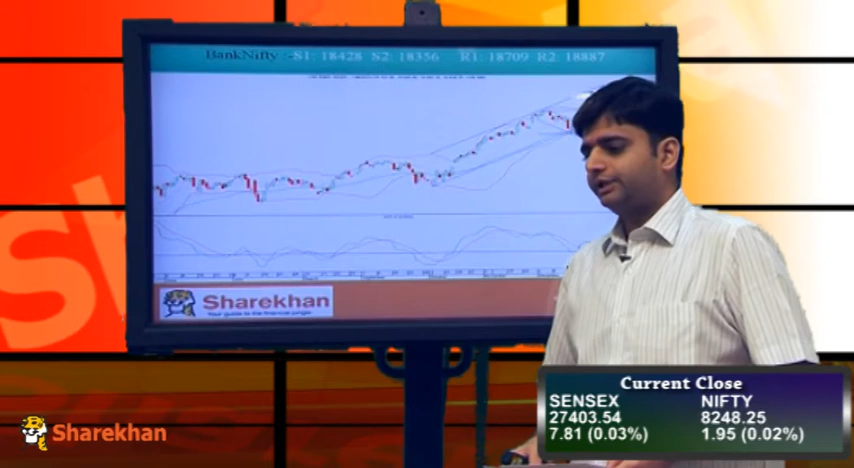 BankNifty :-S1: 18428 S2: 18356 R1: 18709 R2: 18887
Sharekhan
Your guide to the financial jungle
Sharekhan
Current Close
SENSEX NIFTY
27403.54 8248.25
7.81 (0.03%) 1.95 (0.02%)